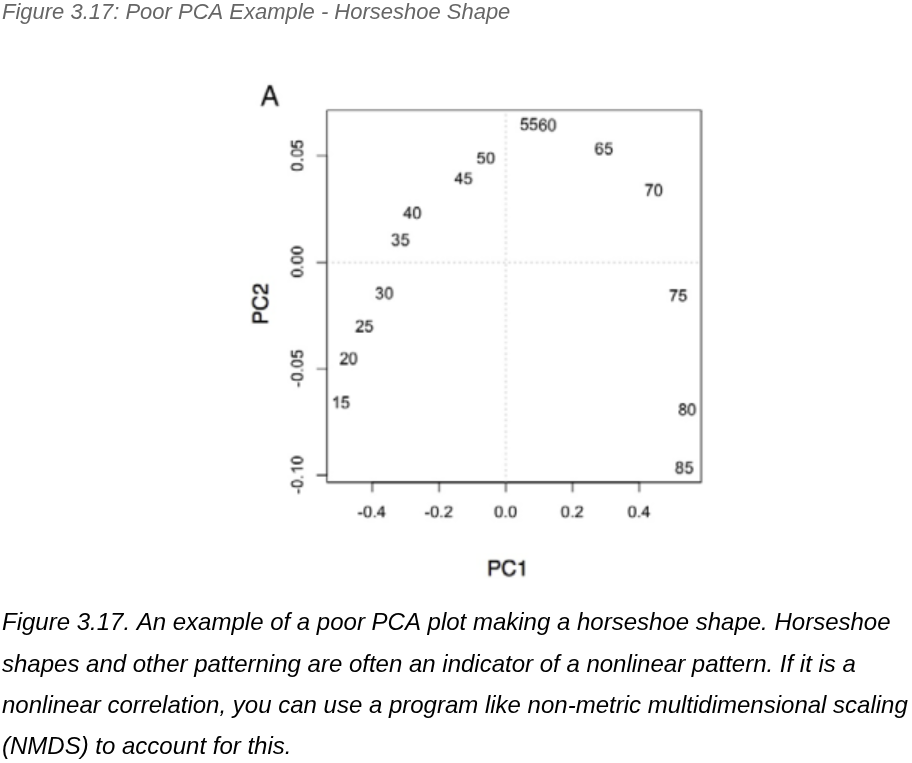 Figure 3.17: Poor PCA Example - Horseshoe Shape
A
5560
65
50
45
70
40
35
30
75
25
20
15
80
85
0.05
0.00
-0.05
-0.10
PC2
-0.4 -0.2 0.0 0.2 0.4
PC1
Figure 3.17. An example of a poor PCA plot making a horseshoe shape. Horseshoe
shapes and other patterning are often an indicator of a nonlinear pattern. If it is a
nonlinear correlation, you can use a program like non-metric multidimensional scaling
(NMDS) to account for this.